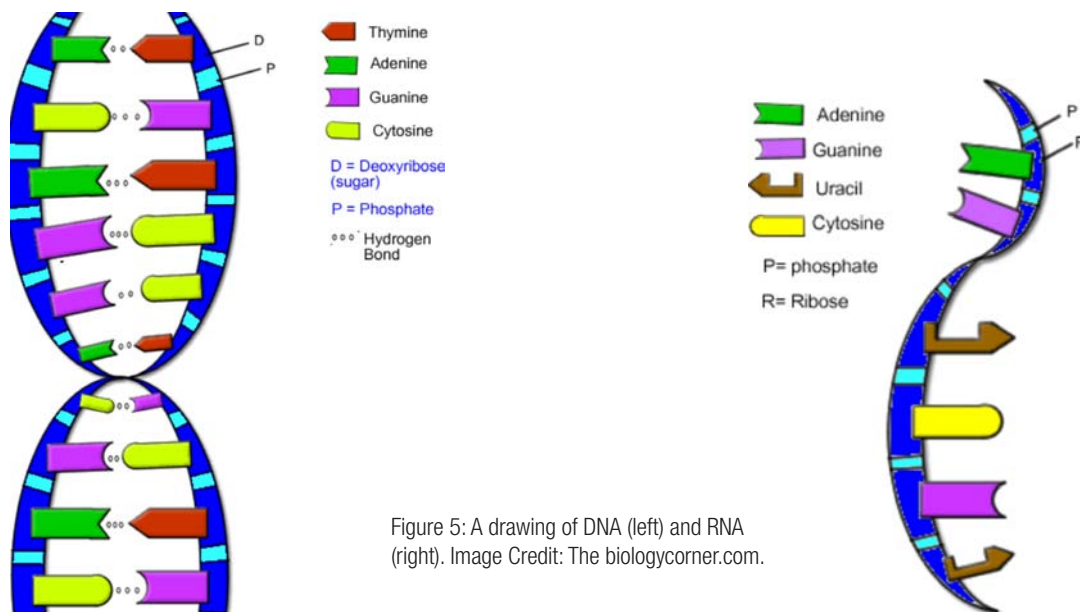 Thymine
D
Adenine
P
Guanine
Cytosine
D = Deoxyribose
(sugar)
P = Phosphate
Hydrogen
Bond
Adenine
P
Guanine
R
Uracil
Cytosine
P= phosphate
R= Ribose
Figure 5: A drawing of DNA (left) and RNA
(right). Image Credit: The biologycorner.com.